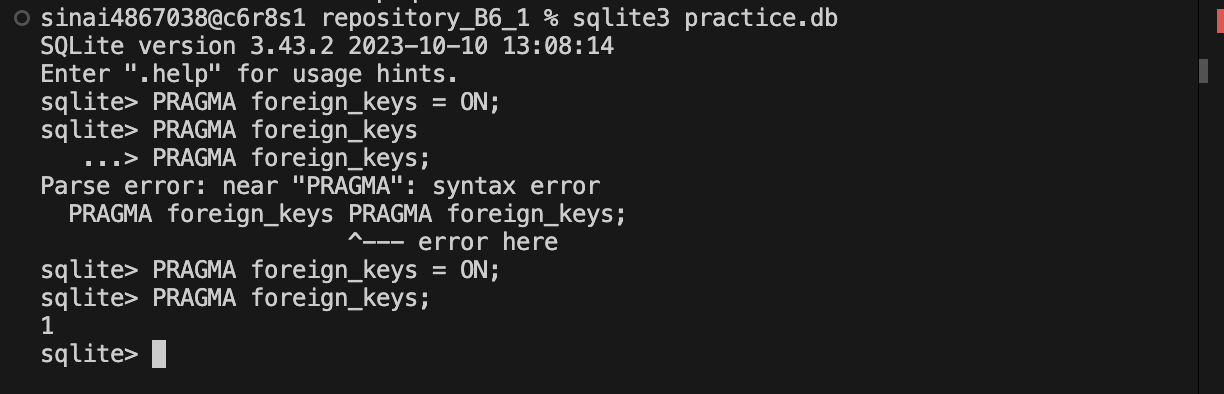 sinai4867038@c6r8s1 repository_B6_1 % sqlite3 practice.db
SQLite version 3.43.2 2023-10-10 13:08:14
Enter ".help" for usage hints.
sqlite> PRAGMA foreign_keys = ON;
sqlite> PRAGMA foreign_keys
   ...> PRAGMA foreign_keys;
Parse error: near "PRAGMA": syntax error
  PRAGMA foreign_keys PRAGMA foreign_keys;
                      ^--- error here
sqlite> PRAGMA foreign_keys = ON;
sqlite> PRAGMA foreign_keys;
1
sqlite>